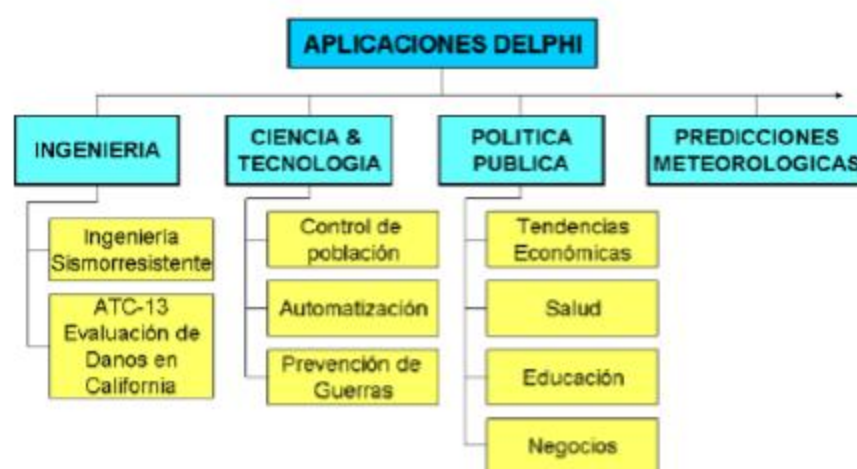 APLICACIONES DELPHI
INGENIERIA
Ingenieria
Sismorresistente
ATC-13
Evaluación de
Danos en
California
CIENCIA &
TECNOLOGIA
Control de
población
Automatización
Prevención de
Guerras
POLITICA
PUBLICA
Tendencias
Económicas
Salud
Educación
Negocios
PREDICCIONES
METEOROLOGICAS